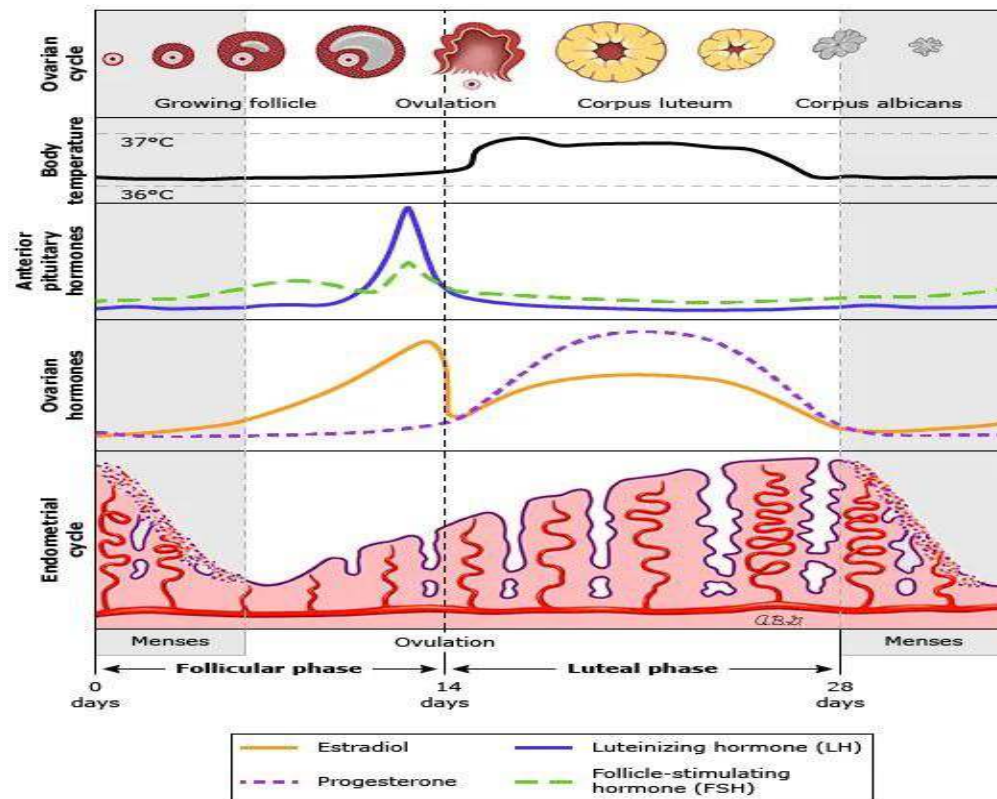 Ovarian
cycle
Growing follicle
Ovulation
Corpus luteum
Corpus albicans
Body
temperature
37°C
36°C
Anterior
pituitary
hormones
Ovarian
hormones
Endometrial
cycle
Menses
Ovulation
Menses
Follicular phase
Luteal phase
0
days
14
days
28
days
Estradiol
Luteinizing hormone (LH)
Progesterone
Follicle-stimulating
hormone (FSH)